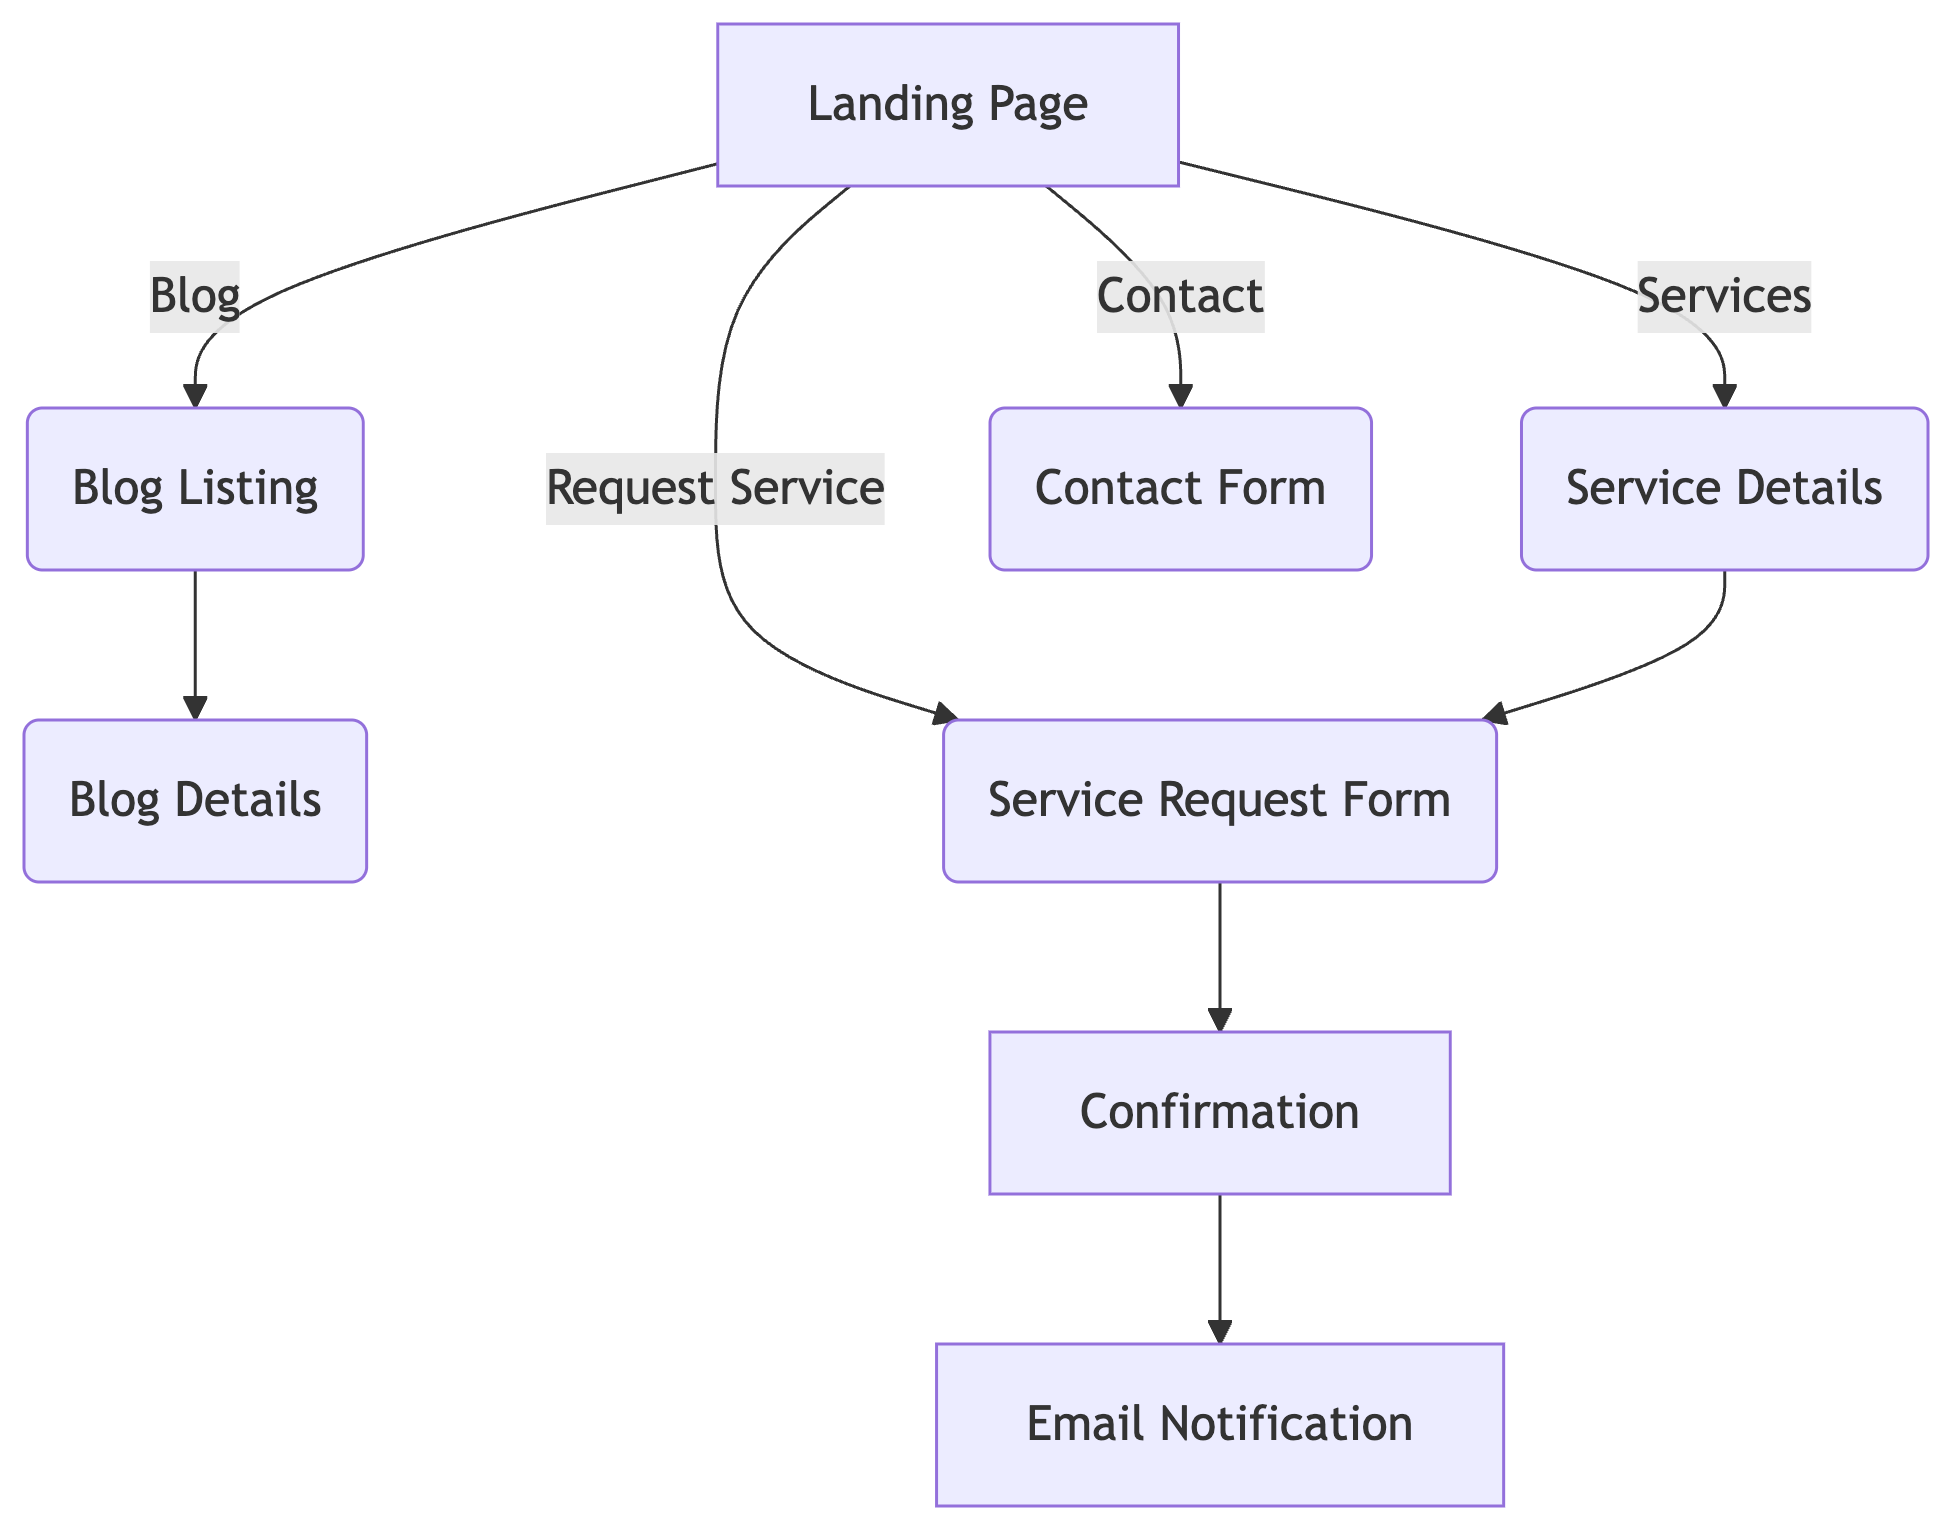 Landing Page
Blog
Contact
Services
Blog Listing
Request Service
Contact Form
Service Details
Blog Details
Service Request Form
Confirmation
Email Notification